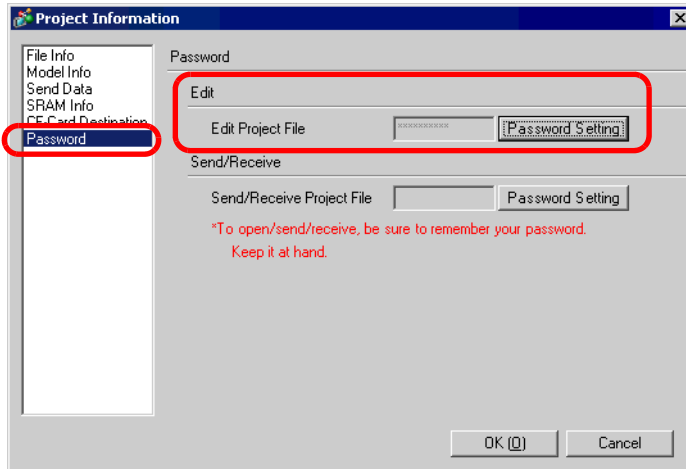 Project Information
File Info
Model Info
Send Data
SRAM Info
CF-Card Destination
Password
Password
Edit
Edit Project File
××××××××××
Password Setting
Send/Receive
Send/Receive Project File
Password Setting
*To open/send/receive, be sure to remember your password.
Keep it at hand.
OK (O)
Cancel